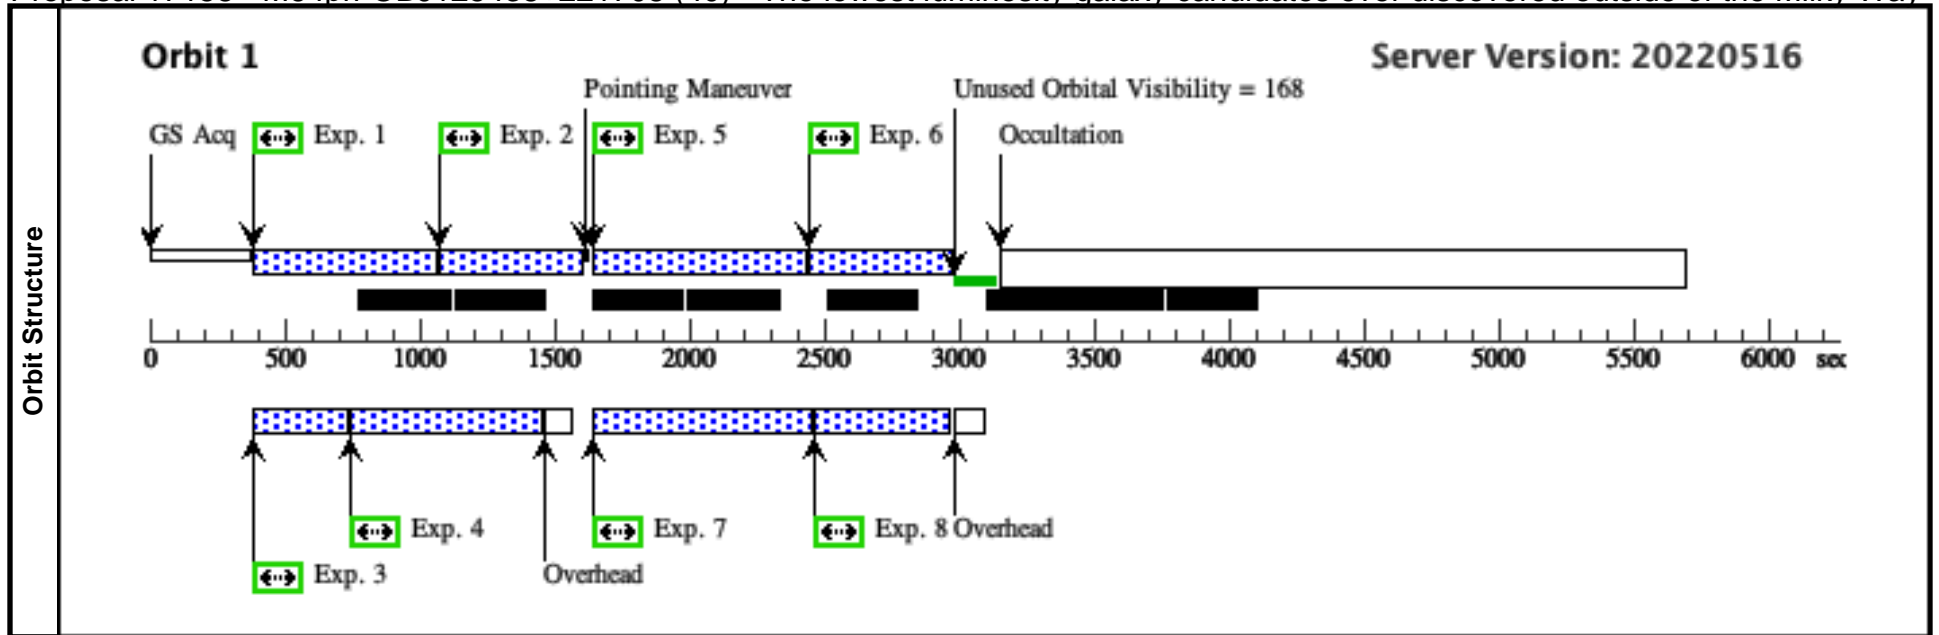 Orbit 1
Server Version: 20220516
Pointing Maneuver
Unused Orbital Visibility = 168
GS Acq
Exp. 1
Exp. 2
Exp. 5
Exp. 6
Occultation
Orbit Structure
0 500 1000 1500 2000 2500 3000 3500 4000 4500 5000 5500 6000 sec
Exp. 4
Exp. 7
Exp. 8
Overhead
Exp. 3
Overhead